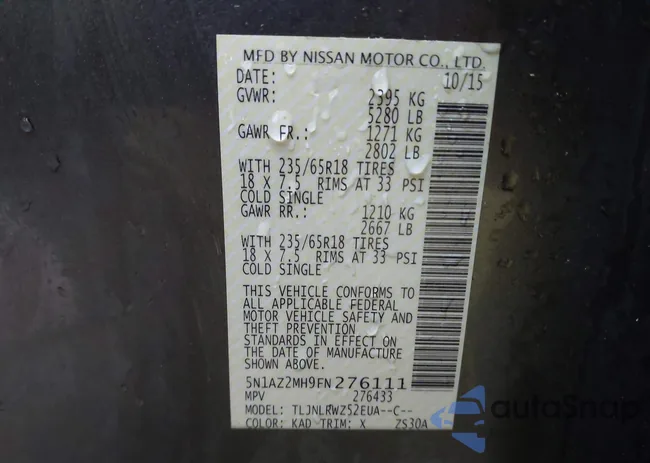 MFD BY NISSAN MOTOR CO., LTD.
DATE: 10/15
GVWR: 2395 KG
5280 LB
GAWR FR.: 1271 KG
2802 LB
WITH 235/65R18 TIRES
18 X 7.5 RIMS AT 33 PSI
COLD SINGLE
GAWR RR.: 1210 KG
2667 LB
WITH 235/65R18 TIRES
18 X 7.5 RIMS AT 33 PSI
COLD SINGLE
THIS VEHICLE CONFORMS TO
ALL APPLICABLE FEDERAL
MOTOR VEHICLE SAFETY AND
THEFT PREVENTION
STANDARDS IN EFFECT ON
THE DATE OF MANUFACTURE
SHOWN ABOVE.
5N1AZ2MH9FN276111
MPV 276433
MODEL: TLJNLRWZ52EUA--C--
COLOR: KAD TRIM: X ZS30A
autoSnap